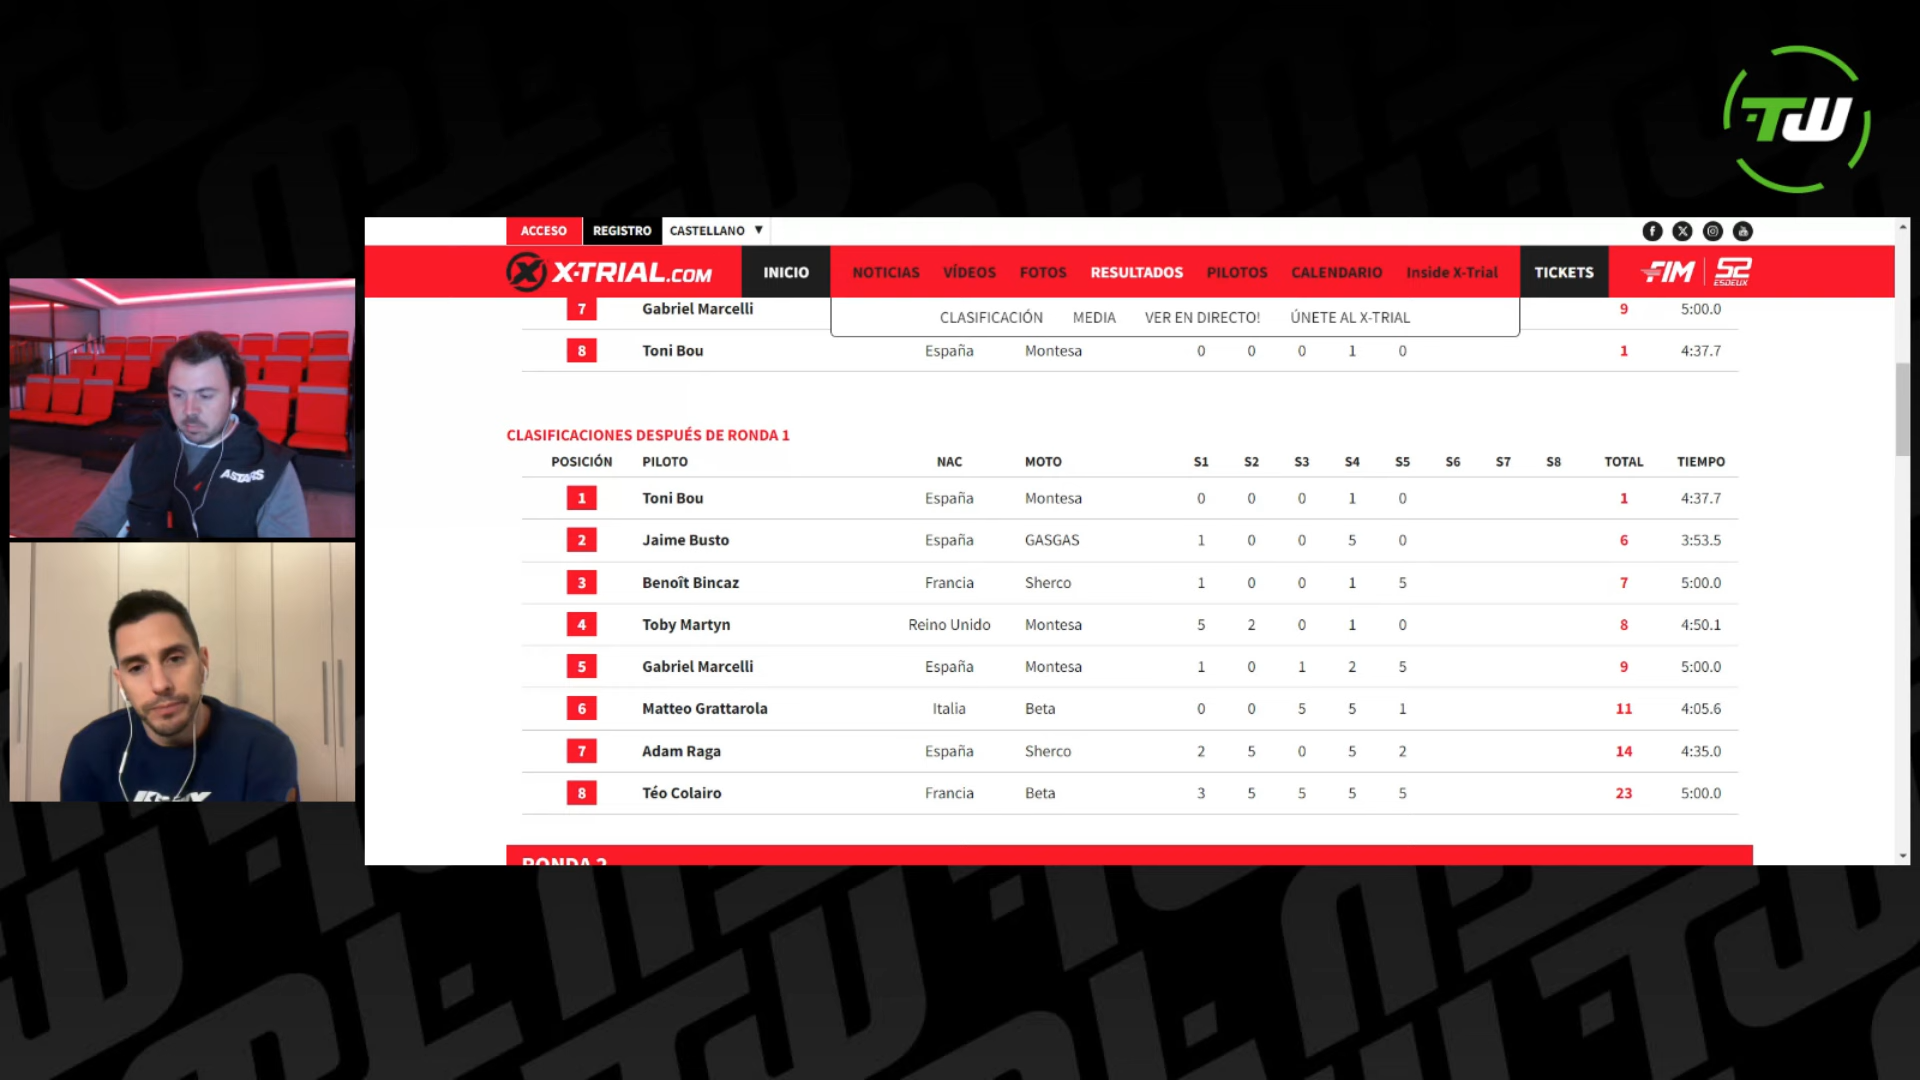 TW
ACCESO REGISTRO CASTELLANO ▼
X-TRIAL.COM INICIO NOTICIAS VÍDEOS FOTOS RESULTADOS PILOTOS CALENDARIO Inside X-Trial TICKETS FIM S2 ESDEUX
CLASIFICACIÓN MEDIA VER EN DIRECTO! ÚNETE AL X-TRIAL
7 Gabriel Marcelli 9 5:00.0
8 Toni Bou España Montesa 0 0 0 1 0 1 4:37.7
CLASIFICACIONES DESPUÉS DE RONDA 1
POSICIÓN PILOTO NAC MOTO S1 S2 S3 S4 S5 S6 S7 S8 TOTAL TIEMPO
1 Toni Bou España Montesa 0 0 0 1 0 1 4:37.7
2 Jaime Busto España GASGAS 1 0 0 5 0 6 3:53.5
3 Benoît Bincaz Francia Sherco 1 0 0 1 5 7 5:00.0
4 Toby Martyn Reino Unido Montesa 5 2 0 1 0 8 4:50.1
5 Gabriel Marcelli España Montesa 1 0 1 2 5 9 5:00.0
6 Matteo Grattarola Italia Beta 0 0 5 5 1 11 4:05.6
7 Adam Raga España Sherco 2 5 0 5 2 14 4:35.0
8 Téo Colairo Francia Beta 3 5 5 5 5 23 5:00.0
RONDA 2
ASTARS